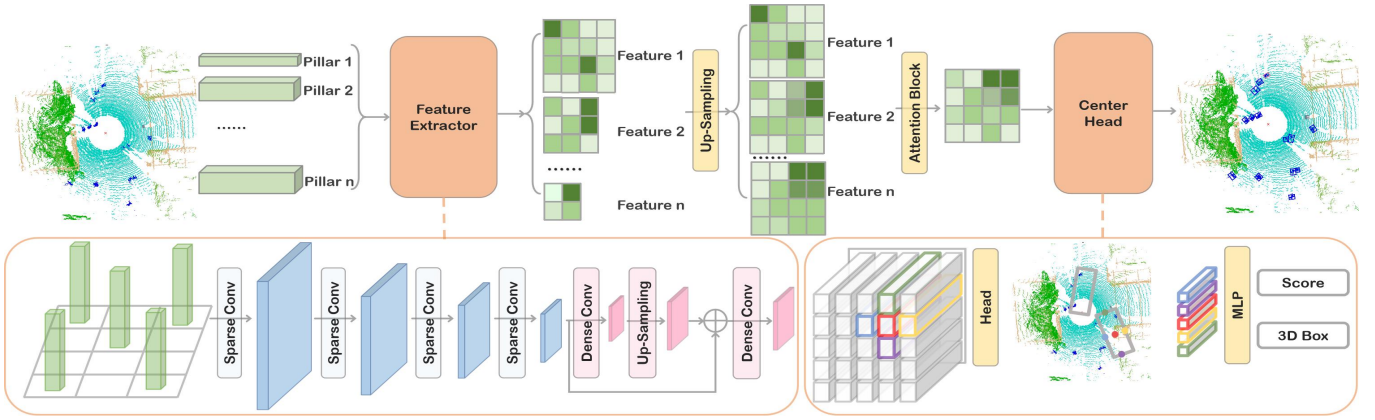 Pillar 1
Pillar 2
......
Pillar n
Feature
Extractor
Feature 1
Feature 2
......
Feature n
Up-Sampling
Feature 1
Feature 2
......
Feature n
Attention Block
Center
Head
Sparse Conv
Sparse Conv
Sparse Conv
Sparse Conv
Dense Conv
Up-Sampling
Dense Conv
Head
MLP
Score
3D Box